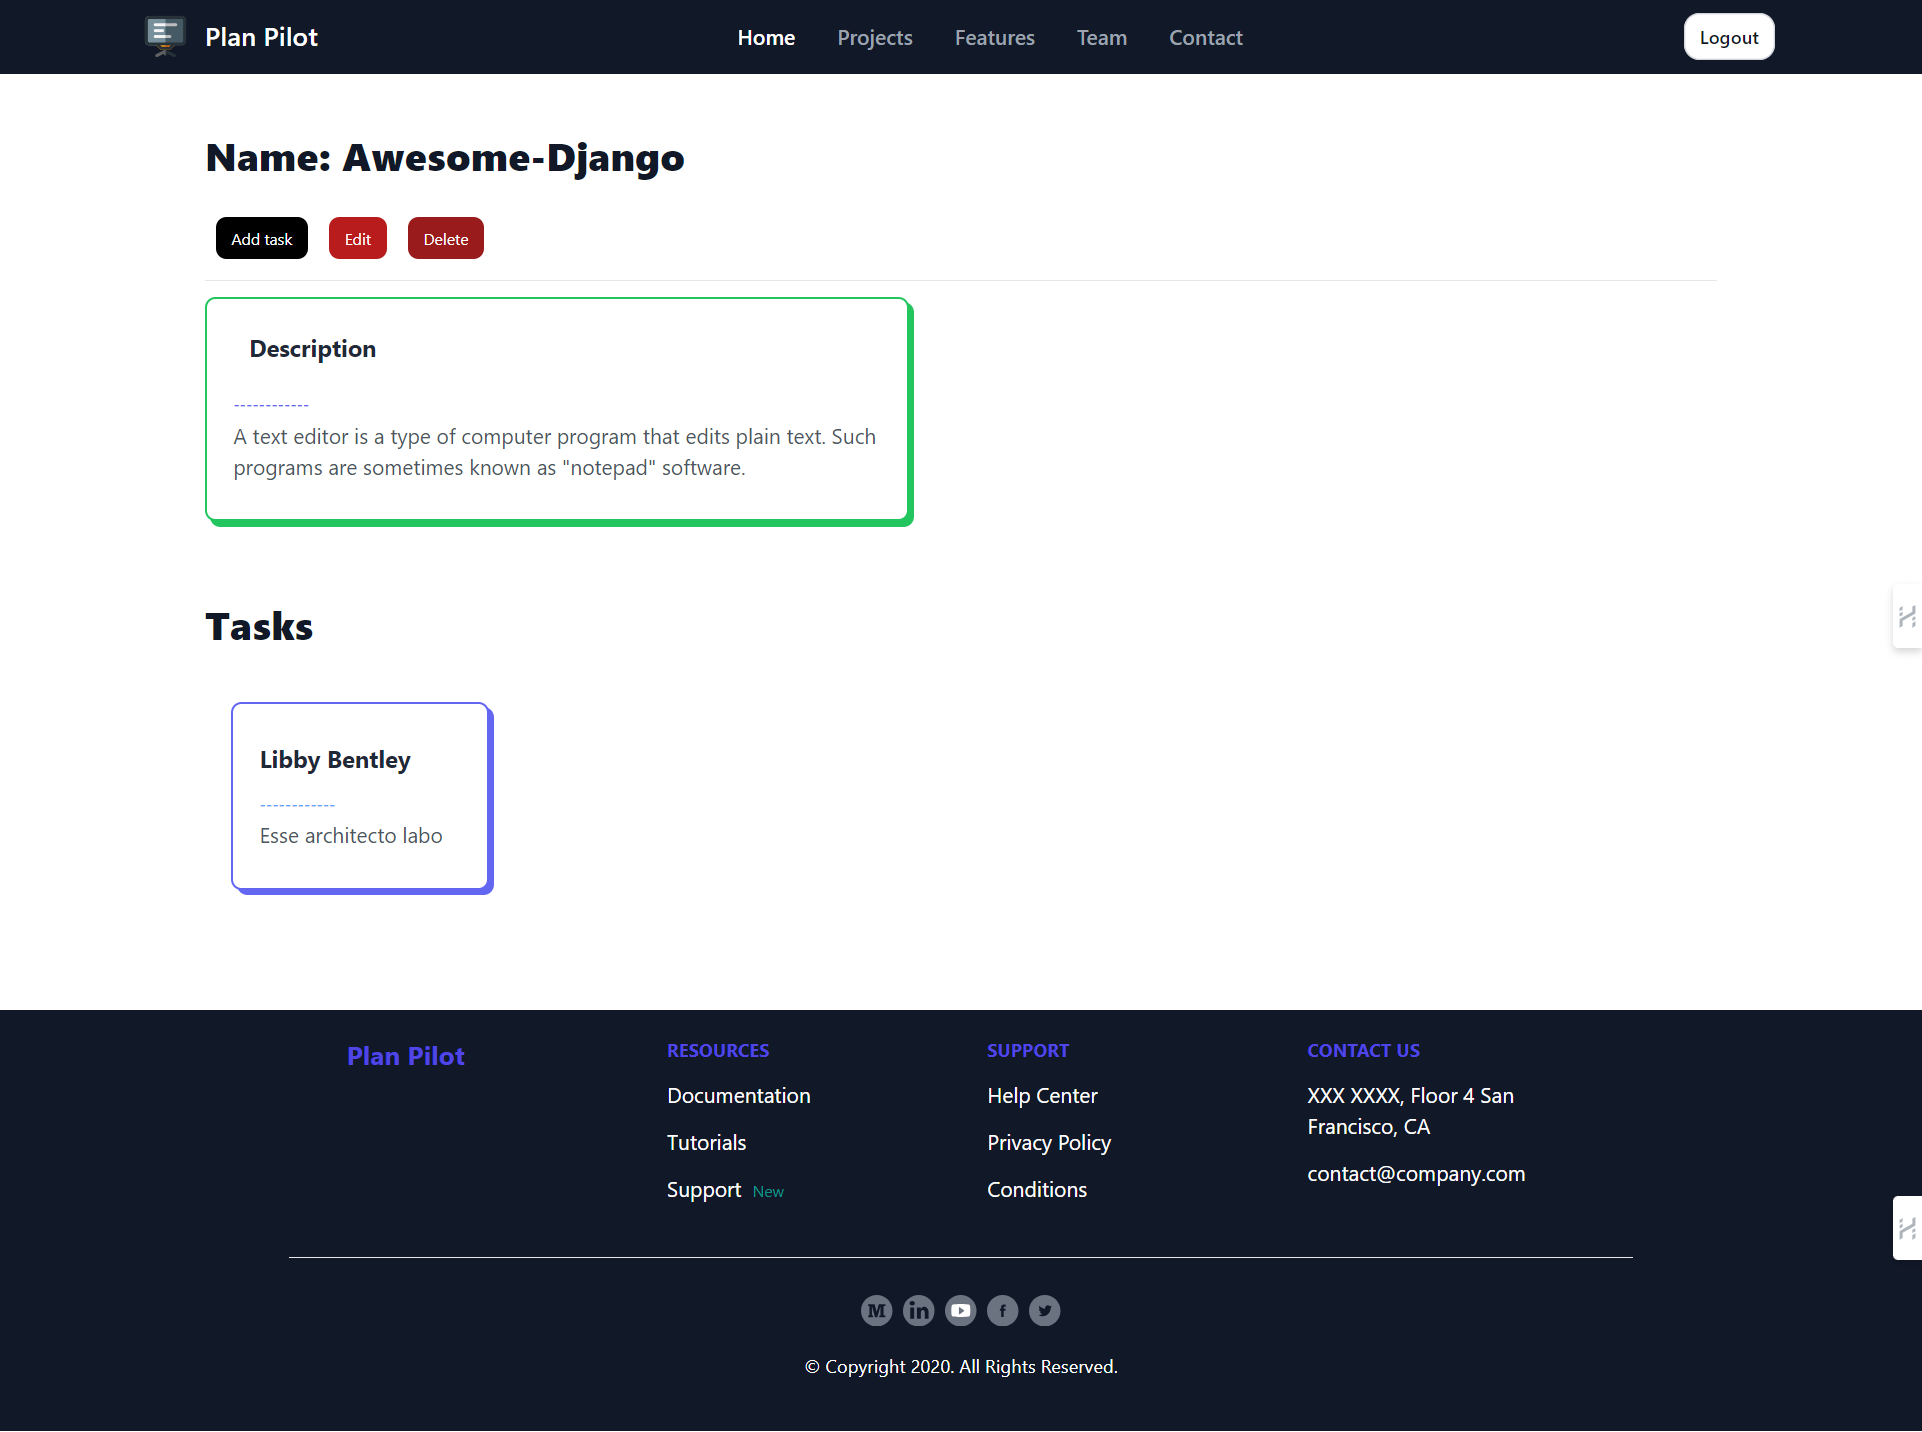 Plan Pilot
Home Projects Features Team Contact
Logout
Name: Awesome-Django
Add task Edit Delete
Description
------------
A text editor is a type of computer program that edits plain text. Such
programs are sometimes known as "notepad" software.
Tasks
Libby Bentley
------------
Esse architecto labo
Plan Pilot
RESOURCES
Documentation
Tutorials
Support New
SUPPORT
Help Center
Privacy Policy
Conditions
CONTACT US
XXX XXXX, Floor 4 San
Francisco, CA
contact@company.com
© Copyright 2020. All Rights Reserved.